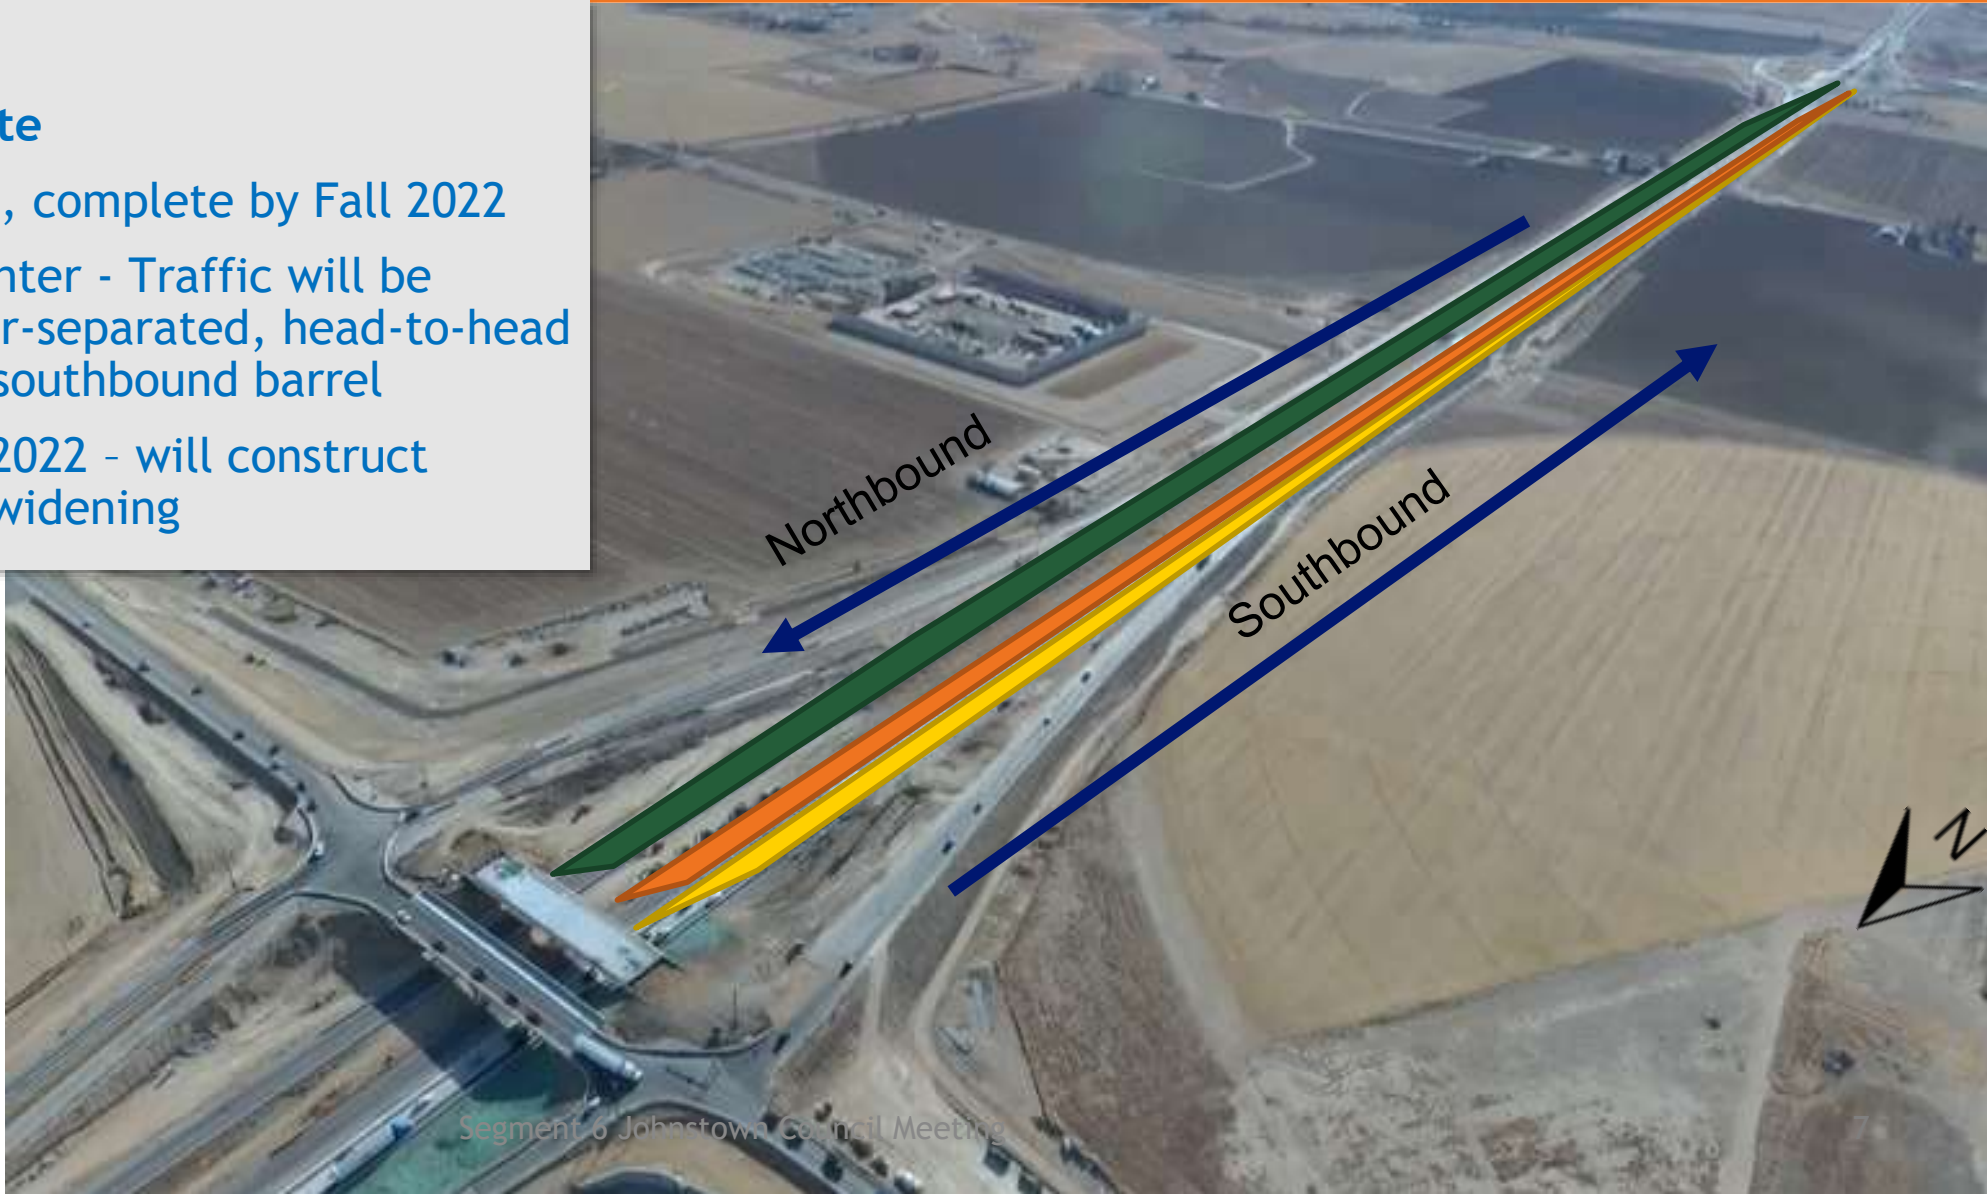 te
, complete by Fall 2022
nter - Traffic will be
r-separated, head-to-head
southbound barrel
2022 – will construct
widening
Northbound
Southbound
N
Segment 6 Johnstown Council Meeting
7